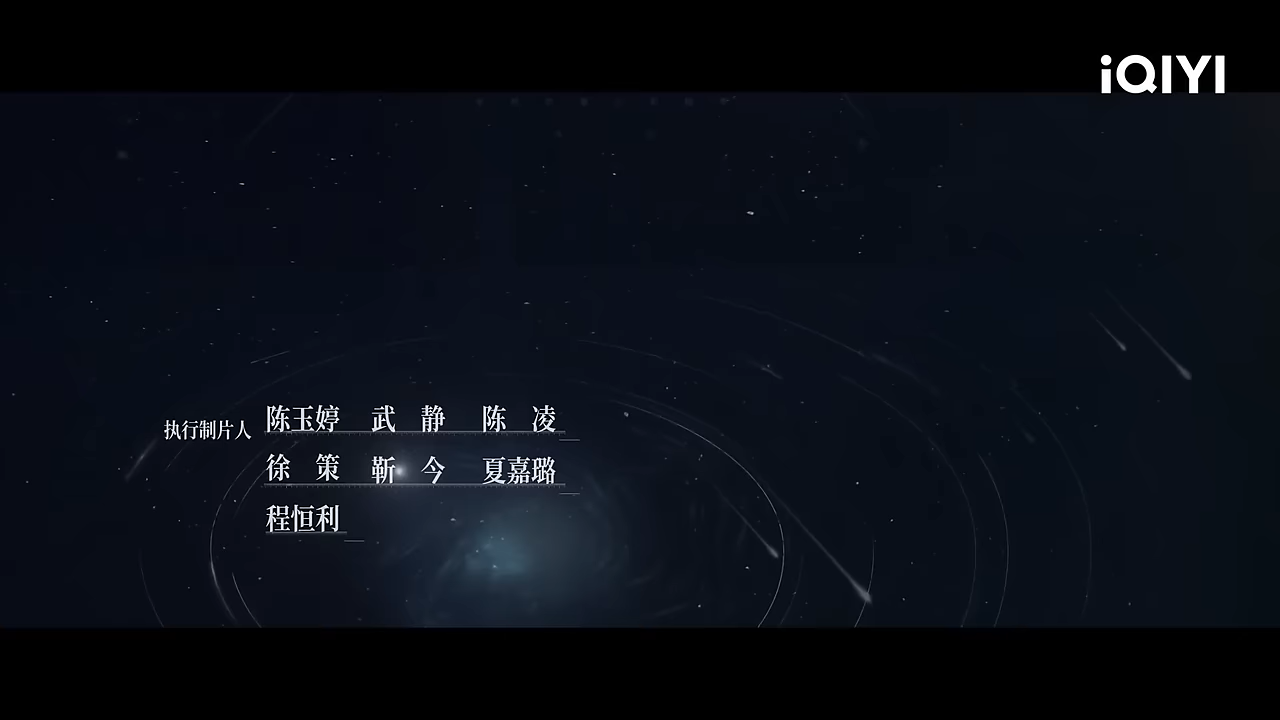 iQIYI
执行制片人 陈玉婷 武 静 陈 凌
徐 策 靳 今 夏嘉璐
程恒利